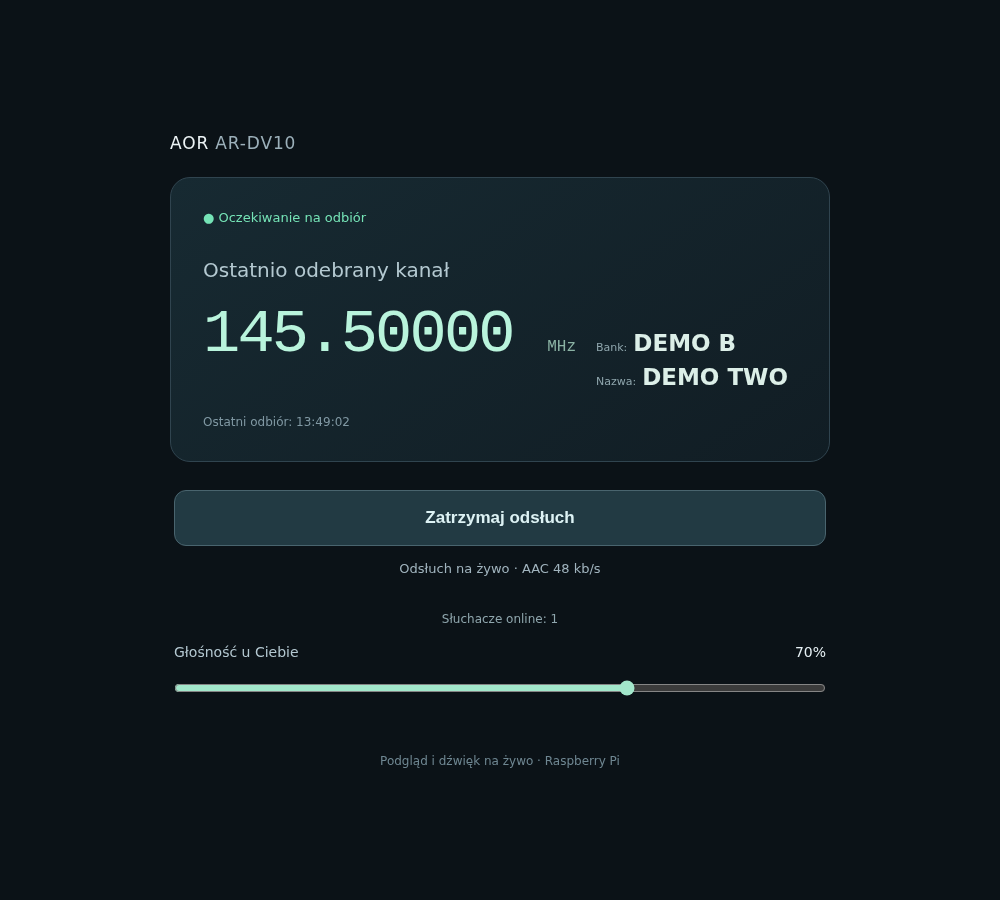 AOR AR-DV10
● Oczekiwanie na odbiór
Ostatnio odebrany kanał
145.50000 MHz
Bank: DEMO B
Nazwa: DEMO TWO
Ostatni odbiór: 13:49:02
Zatrzymaj odsłuch
Odsłuch na żywo · AAC 48 kb/s
Słuchacze online: 1
Głośność u Ciebie 70%
Podgląd i dźwięk na żywo · Raspberry Pi